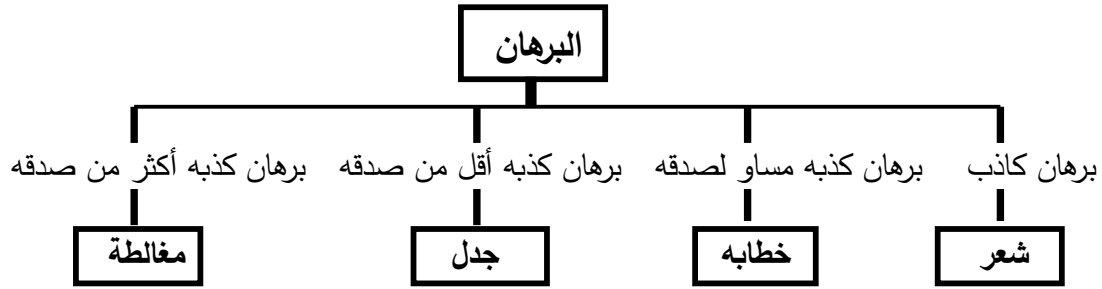 البرهان
برهان كاذب برهان كذبه مساو لصدقه برهان كذبه أقل من صدقه برهان كذبه أكثر من صدقه
شعر خطابه جدل مغالطة